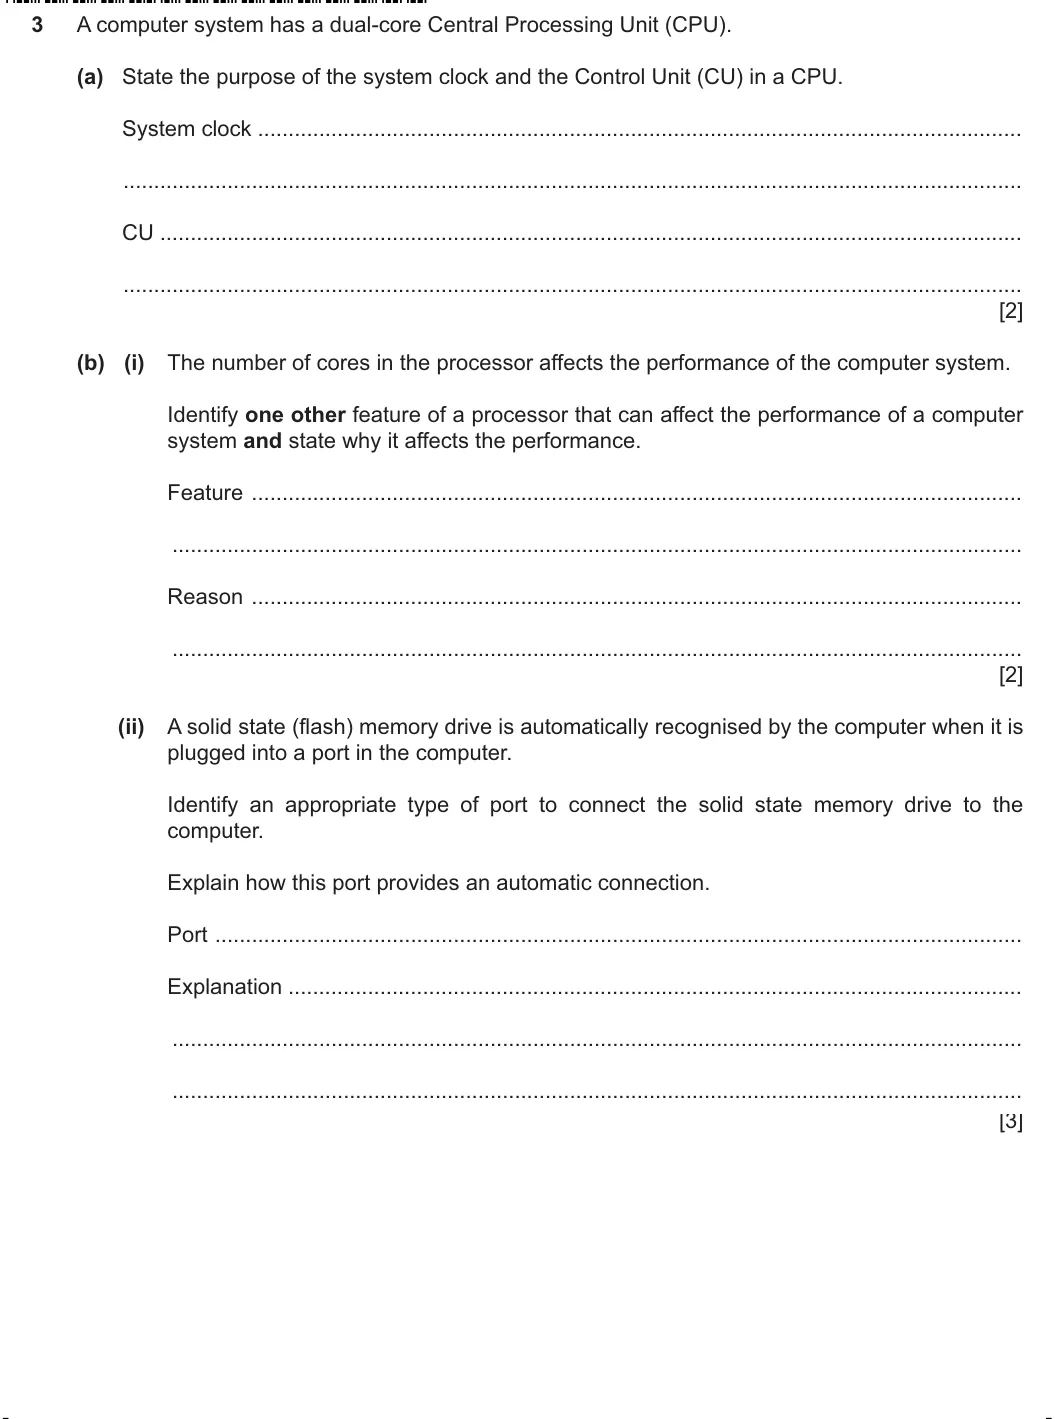 3 A computer system has a dual-core Central Processing Unit (CPU).
(a) State the purpose of the system clock and the Control Unit (CU) in a CPU.
System clock ..............................................................................................................................
....................................................................................................................................................
CU ..............................................................................................................................................
....................................................................................................................................................
[2]
(b) (i) The number of cores in the processor affects the performance of the computer system.
Identify one other feature of a processor that can affect the performance of a computer
system and state why it affects the performance.
Feature ...............................................................................................................................
............................................................................................................................................
Reason ...............................................................................................................................
............................................................................................................................................
[2]
(ii) A solid state (flash) memory drive is automatically recognised by the computer when it is
plugged into a port in the computer.
Identify an appropriate type of port to connect the solid state memory drive to the
computer.
Explain how this port provides an automatic connection.
Port .....................................................................................................................................
Explanation .........................................................................................................................
............................................................................................................................................
............................................................................................................................................
[3]